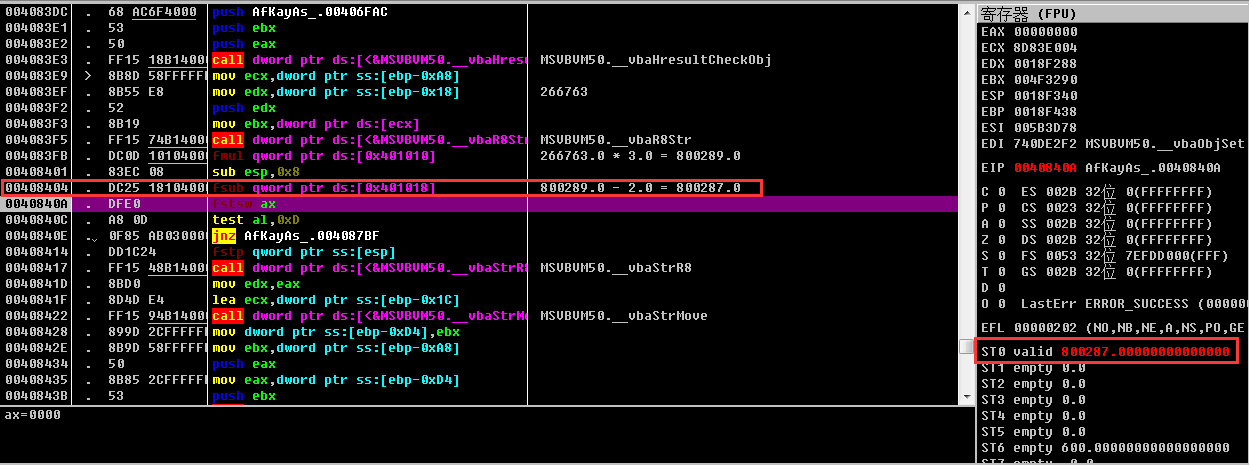 004083DC . 68 AC6F4000 push AfKayAs_.00406FAC
004083E1 . 53 push ebx
004083E2 . 50 push eax
004083E3 . FF15 18B14000 call dword ptr ds:[<&MSVBVM50.__vbaHresu MSVBVM50.__vbaHresultCheckObj
004083E9 > 8B8D 58FFFFFF mov ecx,dword ptr ss:[ebp-0xA8]
004083EF . 8B55 E8 mov edx,dword ptr ss:[ebp-0x18] 266763
004083F2 . 52 push edx
004083F3 . 8B19 mov ebx,dword ptr ds:[ecx]
004083F5 . FF15 74B14000 call dword ptr ds:[<&MSVBVM50.__vbaR8Str MSVBVM50.__vbaR8Str
004083FB . DC0D 10104000 fmul qword ptr ds:[0x401010] 266763.0 * 3.0 = 800289.0
00408401 . 83EC 08 sub esp,0x8
00408404 . DC25 18104000 fsub qword ptr ds:[0x401018] 800289.0 - 2.0 = 800287.0
0040840A . DFE0 fstsw ax
0040840C . A8 0D test al,0xD
0040840E . 0F85 AB030000 jnz AfKayAs_.004087BF
00408414 . DD1C24 fstp qword ptr ss:[esp]
00408417 . FF15 48B14000 call dword ptr ds:[<&MSVBVM50.__vbaStrR8 MSVBVM50.__vbaStrR8
0040841D . 8BD0 mov edx,eax
0040841F . 8D4D E4 lea ecx,dword ptr ss:[ebp-0x1C]
00408422 . FF15 94B14000 call dword ptr ds:[<&MSVBVM50.__vbaStrMo MSVBVM50.__vbaStrMove
00408428 . 899D 2CFFFFFF mov dword ptr ss:[ebp-0xD4],ebx
0040842E . 8B9D 58FFFFFF mov ebx,dword ptr ss:[ebp-0xA8]
00408434 . 50 push eax
00408435 . 8B85 2CFFFFFF mov eax,dword ptr ss:[ebp-0xD4]
0040843B . 53 push ebx
ax=0000
寄存器 (FPU)
EAX 00000000
ECX 8D83E004
EDX 0018F288
EBX 004F3290
ESP 0018F340
EBP 0018F438
ESI 005B3D78
EDI 740DE2F2 MSVBVM50.__vbaObjSet
EIP 0040840A AfKayAs_.0040840A
C 0 ES 002B 32位 0(FFFFFFFF)
P 0 CS 0023 32位 0(FFFFFFFF)
A 0 SS 002B 32位 0(FFFFFFFF)
Z 0 DS 002B 32位 0(FFFFFFFF)
S 0 FS 0053 32位 7EFDD000(FFF)
T 0 GS 002B 32位 0(FFFFFFFF)
D 0
O 0 LastErr ERROR_SUCCESS (00000
EFL 00000202 (NO,NB,NE,A,NS,PO,GE
ST0 valid 800287.00000000000000
ST1 empty 0.0
ST2 empty 0.0
ST3 empty 0.0
ST4 empty 0.0
ST5 empty 0.0
ST6 empty 600.00000000000000000